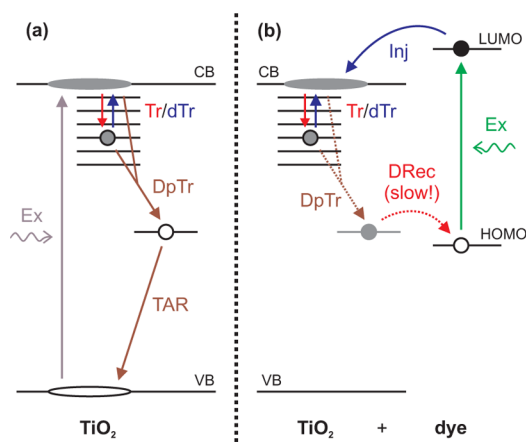 (a)
CB
Tr/dTr
DpTr
Ex
TAR
VB
TiO₂
(b)
LUMO
Inj
CB
Tr/dTr
Ex
DRec
(slow!)
DpTr
HOMO
VB
TiO₂ + dye